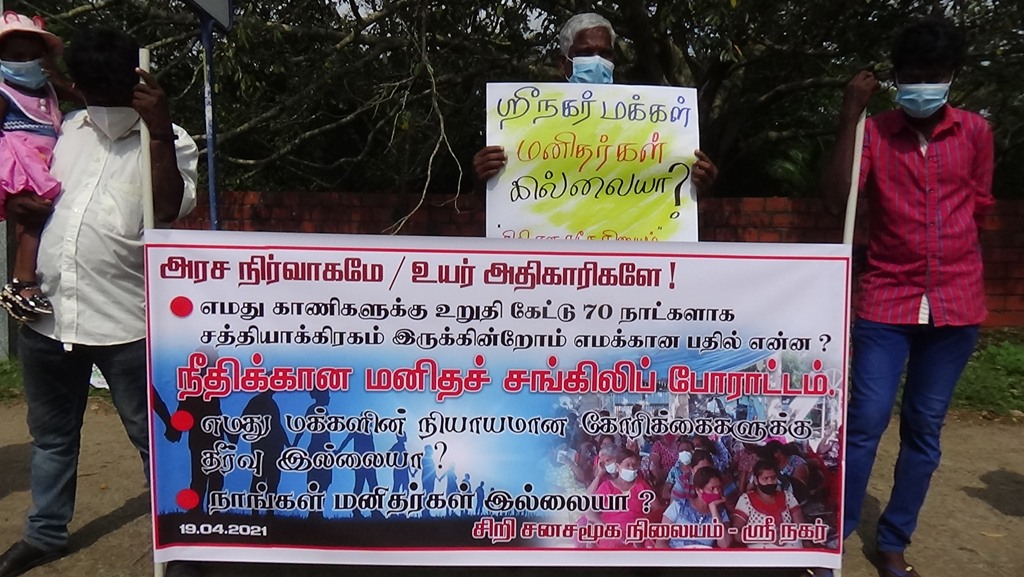 ஸ்ரீநகர் மக்கள்
மனிதர்கள்
இல்லையா?
அரச நிர்வாகமே / உயர் அதிகாரிகளே !
எமது காணிகளுக்கு உறுதி கேட்டு 70 நாட்களாக
சத்தியாக்கிரகம் இருக்கின்றோம் எமக்கான பதில் என்ன ?
நீதிக்கான மனிதச் சங்கிலிப் போராட்டம்.
எமது மக்களின் நியாயமான கோரிக்கைகளுக்கு
தீர்வு இல்லையா ?
நாங்கள் மனிதர்கள் இல்லையா ?
19.04.2021
சிறி சனசமூக நிலையம் - ஸ்ரீ நகர்